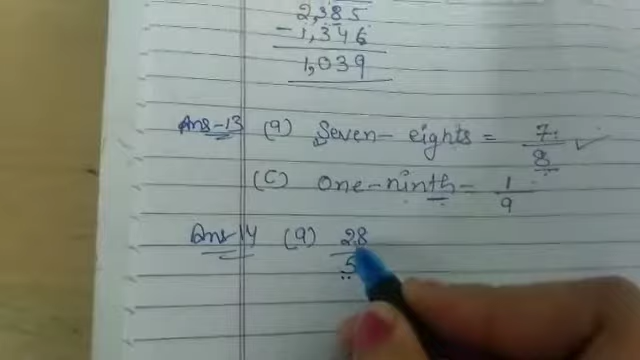 2,385
- 1,346
1,039
Ans-13 (a) Seven-eights = 7/8 ✓
(C) One-ninth- 1/9
Ans 14 (a) 28/5